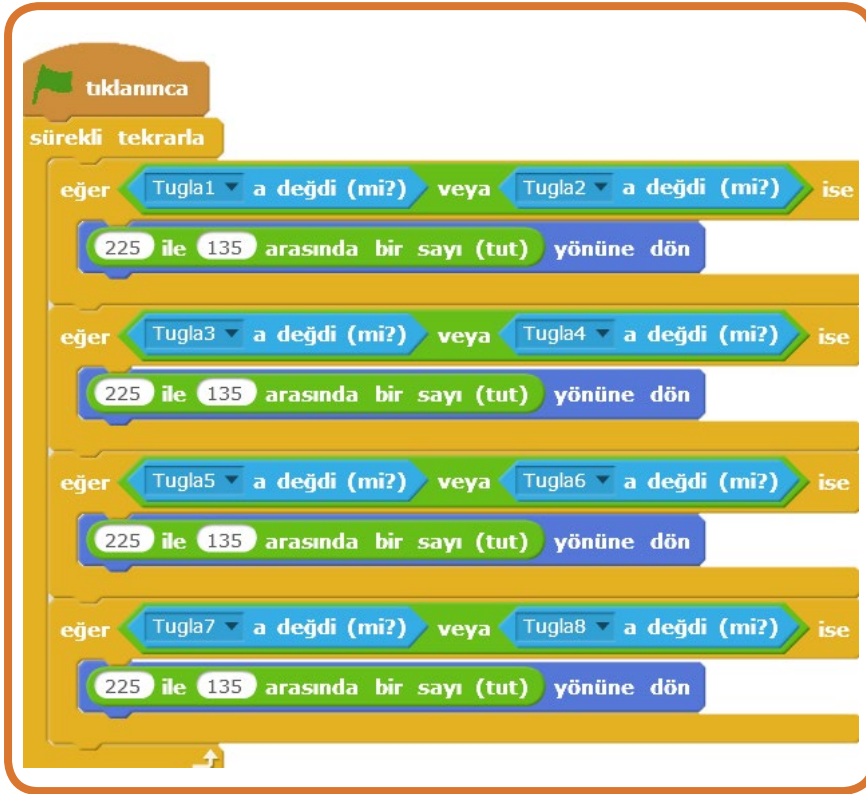 tıklanınca
sürekli tekrarla
eğer Tugla1 a değdi (mi?) veya Tugla2 a değdi (mi?) ise
225 ile 135 arasında bir sayı (tut) yönüne dön
eğer Tugla3 a değdi (mi?) veya Tugla4 a değdi (mi?) ise
225 ile 135 arasında bir sayı (tut) yönüne dön
eğer Tugla5 a değdi (mi?) veya Tugla6 a değdi (mi?) ise
225 ile 135 arasında bir sayı (tut) yönüne dön
eğer Tugla7 a değdi (mi?) veya Tugla8 a değdi (mi?) ise
225 ile 135 arasında bir sayı (tut) yönüne dön